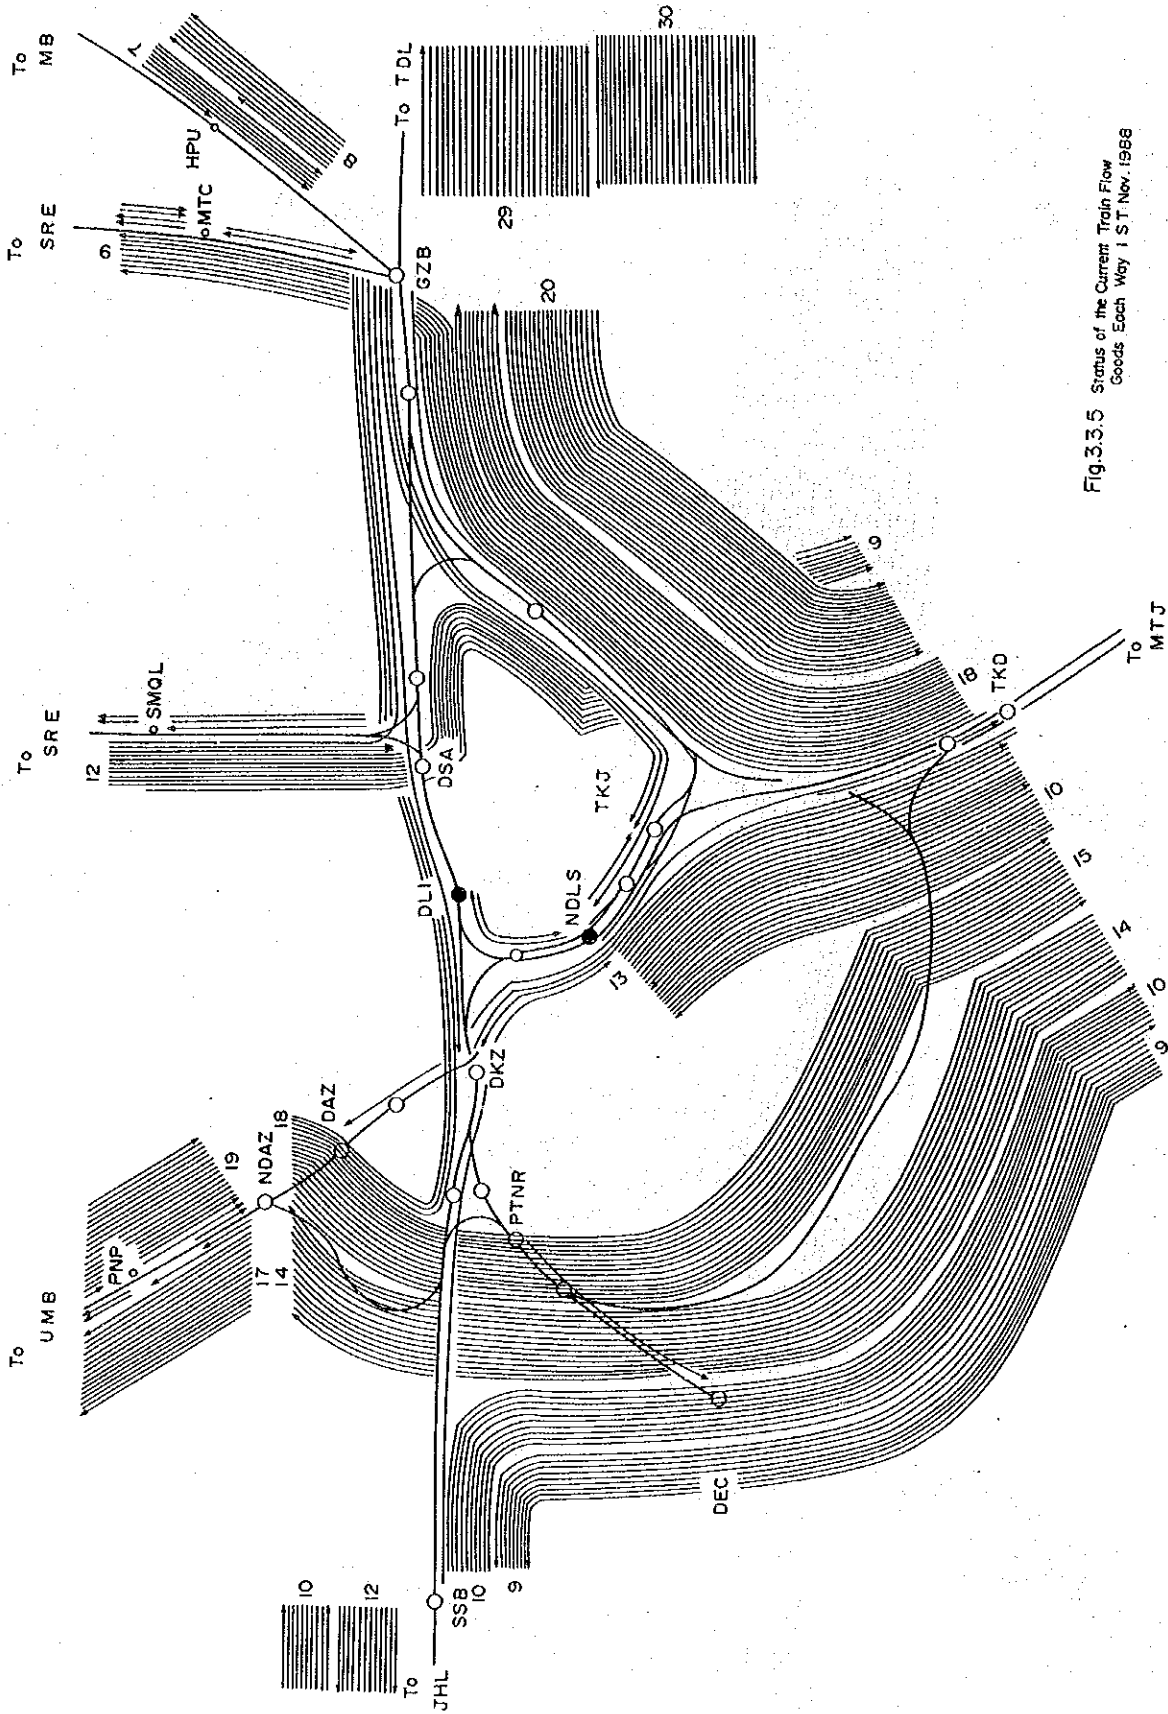 To
UMB
To
SRE
To
SRE
To
MB
12
PNP
6
7
SMQL
HPU
MTC
19
NDAZ
17
14
18
10
DAZ
8
12
To
JHL
To TDL
GZB
DLI
DSA
SSB
10
9
DKZ
29
PTNR
20
30
NDLS
TKJ
13
DEC
9
18
TKD
10
15
14
10
9
To
MTJ
Fig.3.3.5 Status of the Current Train Flow
Goods Each Way 1 S T Nov. 1988